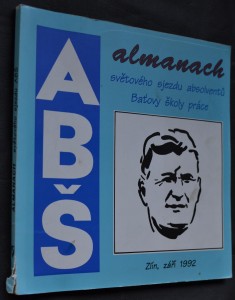 ABŠ
almanach
světového sjezdu absolventů
Baťovy školy práce
Zlín, září 1992